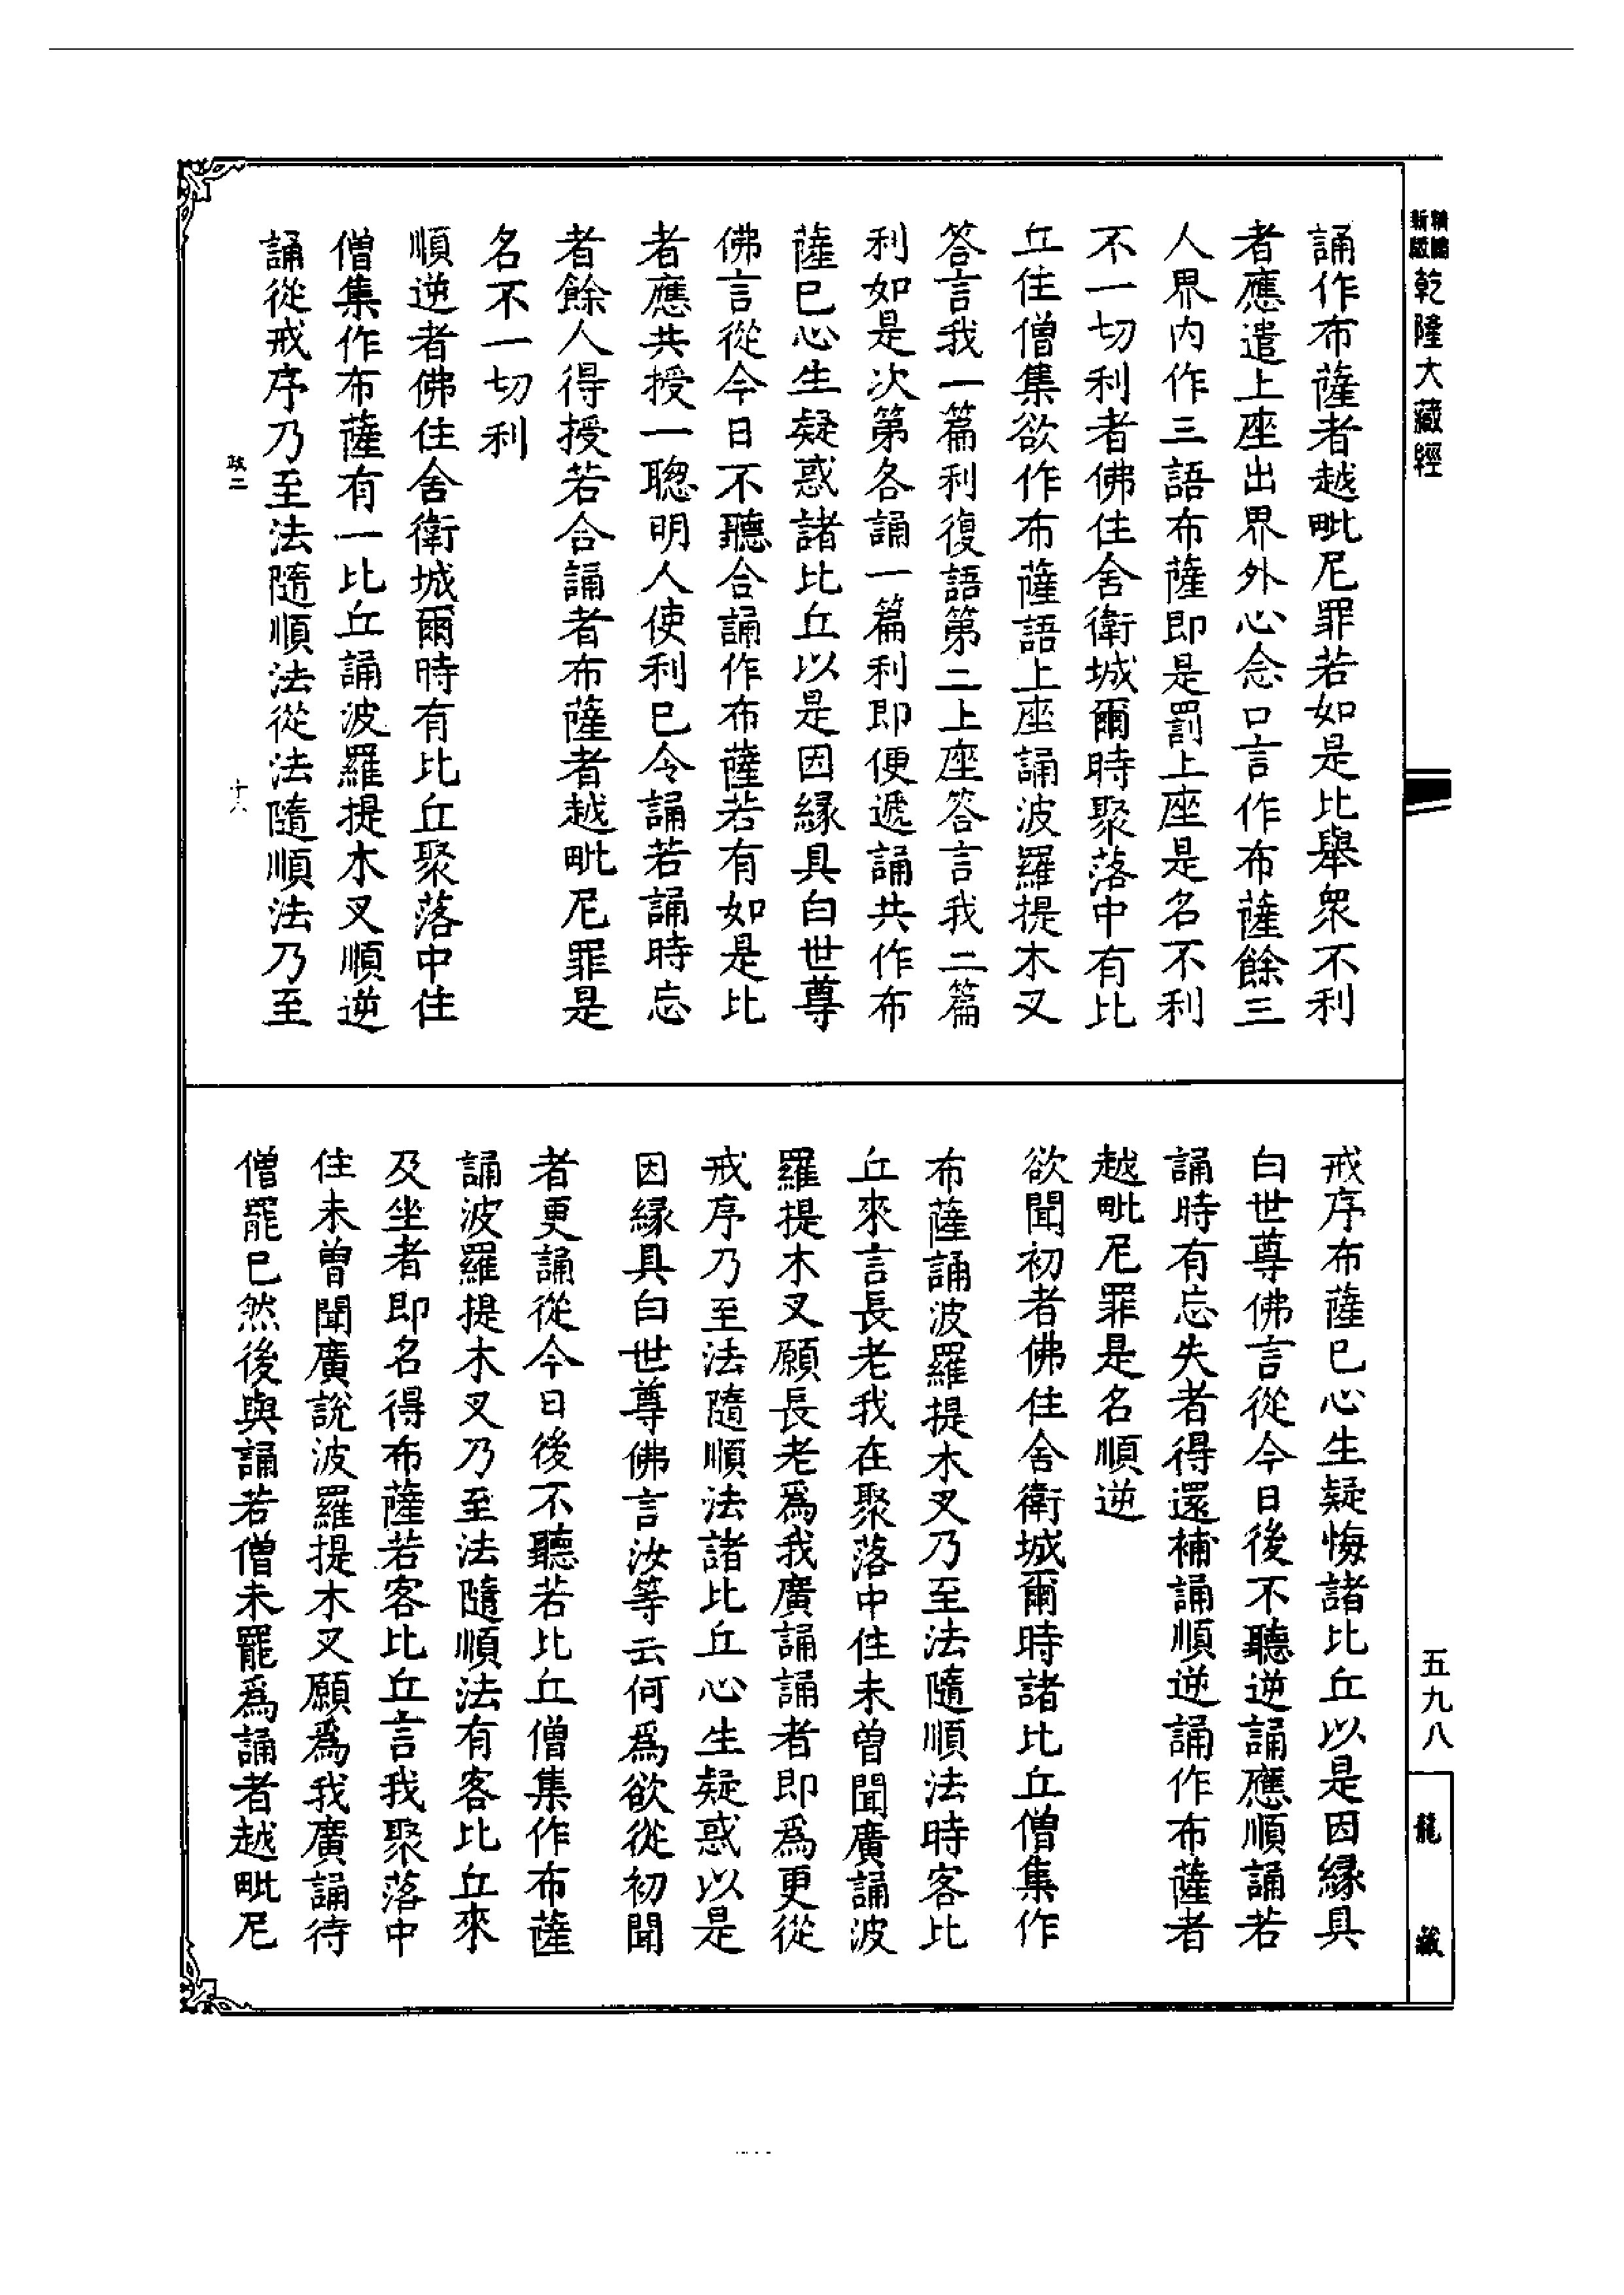 乾隆大藏經
誦作布薩者越毗尼罪若如是比舉衆不利
者應遣上座出界外心念口言作布薩餘三
人界内作三語布薩即是罰上座是名不利
不一切利者佛住舍衛城爾時聚落中有比
丘住僧集欲作布薩語上座誦波羅提木叉
答言我一篇利復語第二上座答言我二篇
利如是次第各誦一篇利即便遞誦共作布
薩已心生疑惑諸比丘以是因緣具白世尊
佛言從今日不聽合誦作布薩若有如是比
者應共授一聰明人使利已令誦若誦時忘
者餘人得授若合誦者布薩者越毗尼罪是
名不一切利
順逆者佛住舍衛城爾時有比丘聚落中住
僧集作布薩有一比丘誦波羅提木叉順逆
誦從戒序乃至法隨順法從法隨順法乃至
政二
十六
戒序布薩已心生疑悔諸比丘以是因緣具
白世尊佛言從今日後不聽逆誦應順誦若
誦時有忘失者得還補誦順逆誦作布薩者
越毗尼罪是名順逆
欲聞初者佛住舍衛城爾時諸比丘僧集作
布薩誦波羅提木叉乃至法隨順法時客比
丘來言長老我在聚落中住未曾聞廣誦波
羅提木叉願長老爲我廣誦誦者即爲更從
戒序乃至法隨順法諸比丘心生疑惑以是
因緣具白世尊佛言汝等云何爲欲從初聞
者更誦從今日後不聽若比丘僧集作布薩
誦波羅提木叉乃至法隨順法有客比丘來
及坐者即名得布薩若客比丘言我聚落中
住未曾聞廣說波羅提木叉願爲我廣誦待
僧罷已然後與誦若僧未罷爲誦者越毗尼
五九八
龍藏